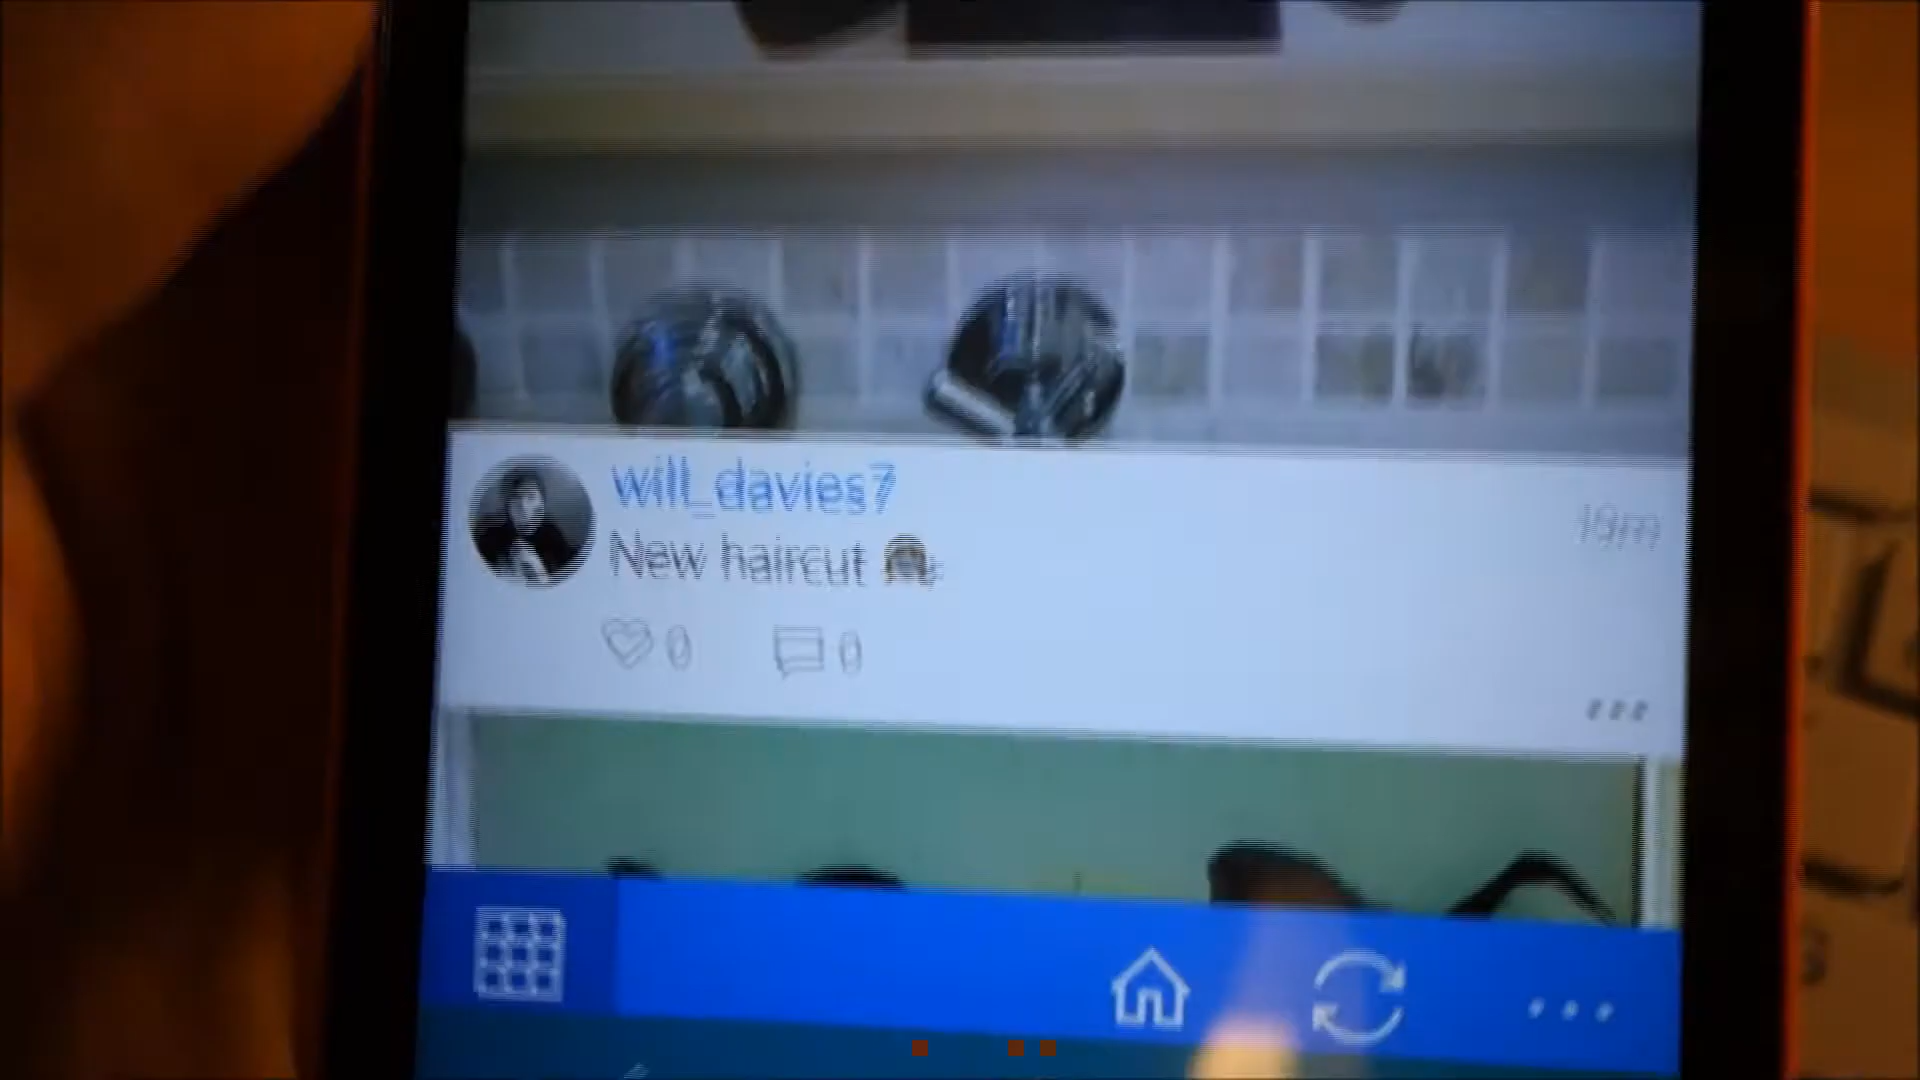 will_davies7
New haircut 💇
19m
0 0